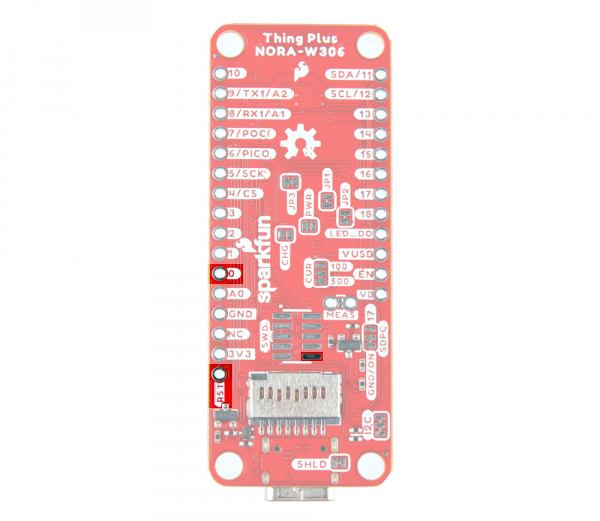 Thing Plus
NORA-W306
10
9/TX1/A2
8/RX1/A1
7/POCI
6/PICO
5/SCK
4/CS
3
2
1
0
A0
GND
NC
3V3
RST
SDA/11
SCL/12
13
14
15
16
17
18
LED_DO
VUSB
EN
VB
JP1
JP2
JP3
PWR
CHG
sparkfun
CUR
100
500
MEAS
SWD
17
SDPC
GND/ON
I2C
SHLD